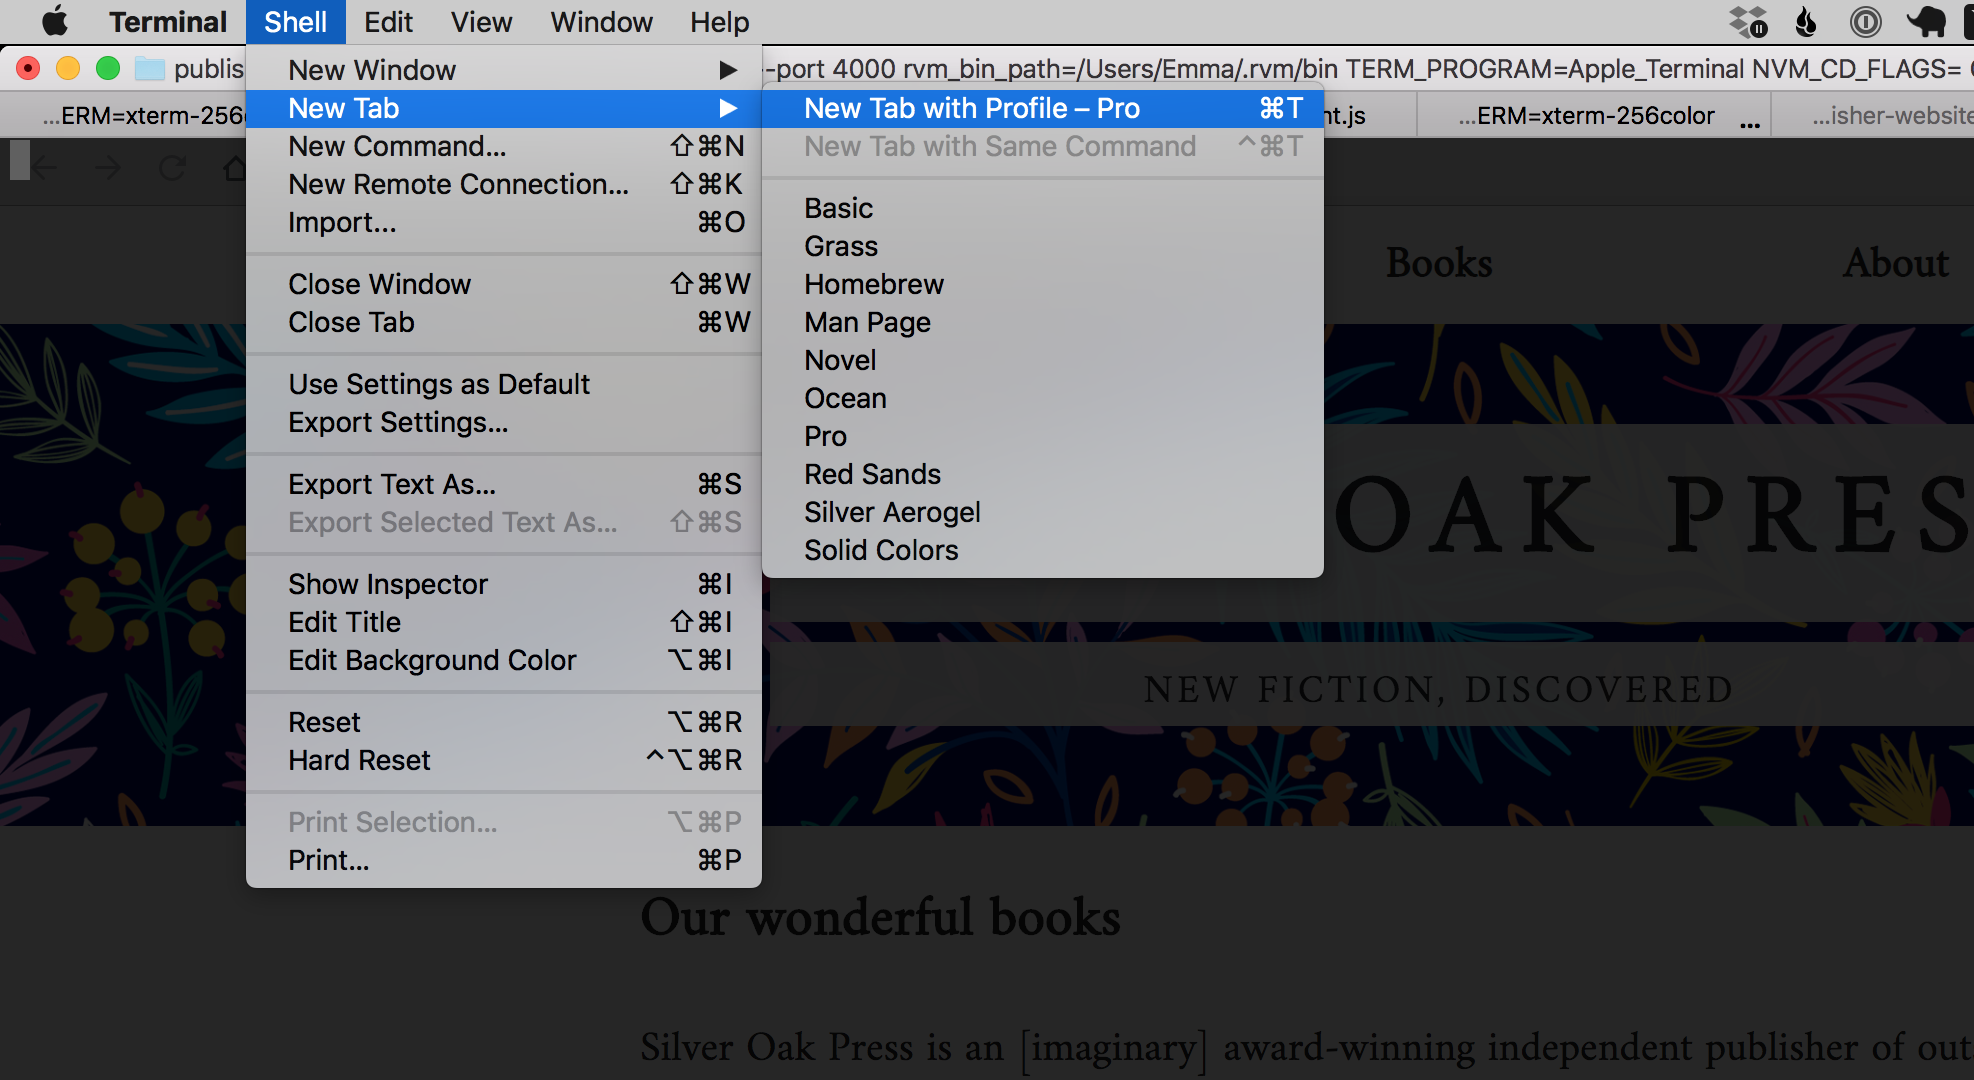 Terminal Shell Edit View Window Help
publis
--port 4000 rvm_bin_path=/Users/Emma/.rvm/bin TERM_PROGRAM=Apple_Terminal NVM_CD_FLAGS=
...ERM=xterm-256
nt.js
...ERM=xterm-256color ...
...isher-website
New Window
New Tab
New Command...	⇧⌘N
New Remote Connection...	⇧⌘K
Import...	⌘O
Close Window	⇧⌘W
Close Tab	⌘W
Use Settings as Default
Export Settings...
Export Text As...	⌘S
Export Selected Text As...	⇧⌘S
Show Inspector	⌘I
Edit Title	⇧⌘I
Edit Background Color	⌥⌘I
Reset	⌥⌘R
Hard Reset	^⌥⌘R
Print Selection...	⌥⌘P
Print...	⌘P
New Tab with Profile – Pro	⌘T
New Tab with Same Command	^⌘T
Basic
Grass
Homebrew
Man Page
Novel
Ocean
Pro
Red Sands
Silver Aerogel
Solid Colors
Books
About
OAK PRES
NEW FICTION, DISCOVERED
Our wonderful books
Silver Oak Press is an [imaginary] award-winning independent publisher of out